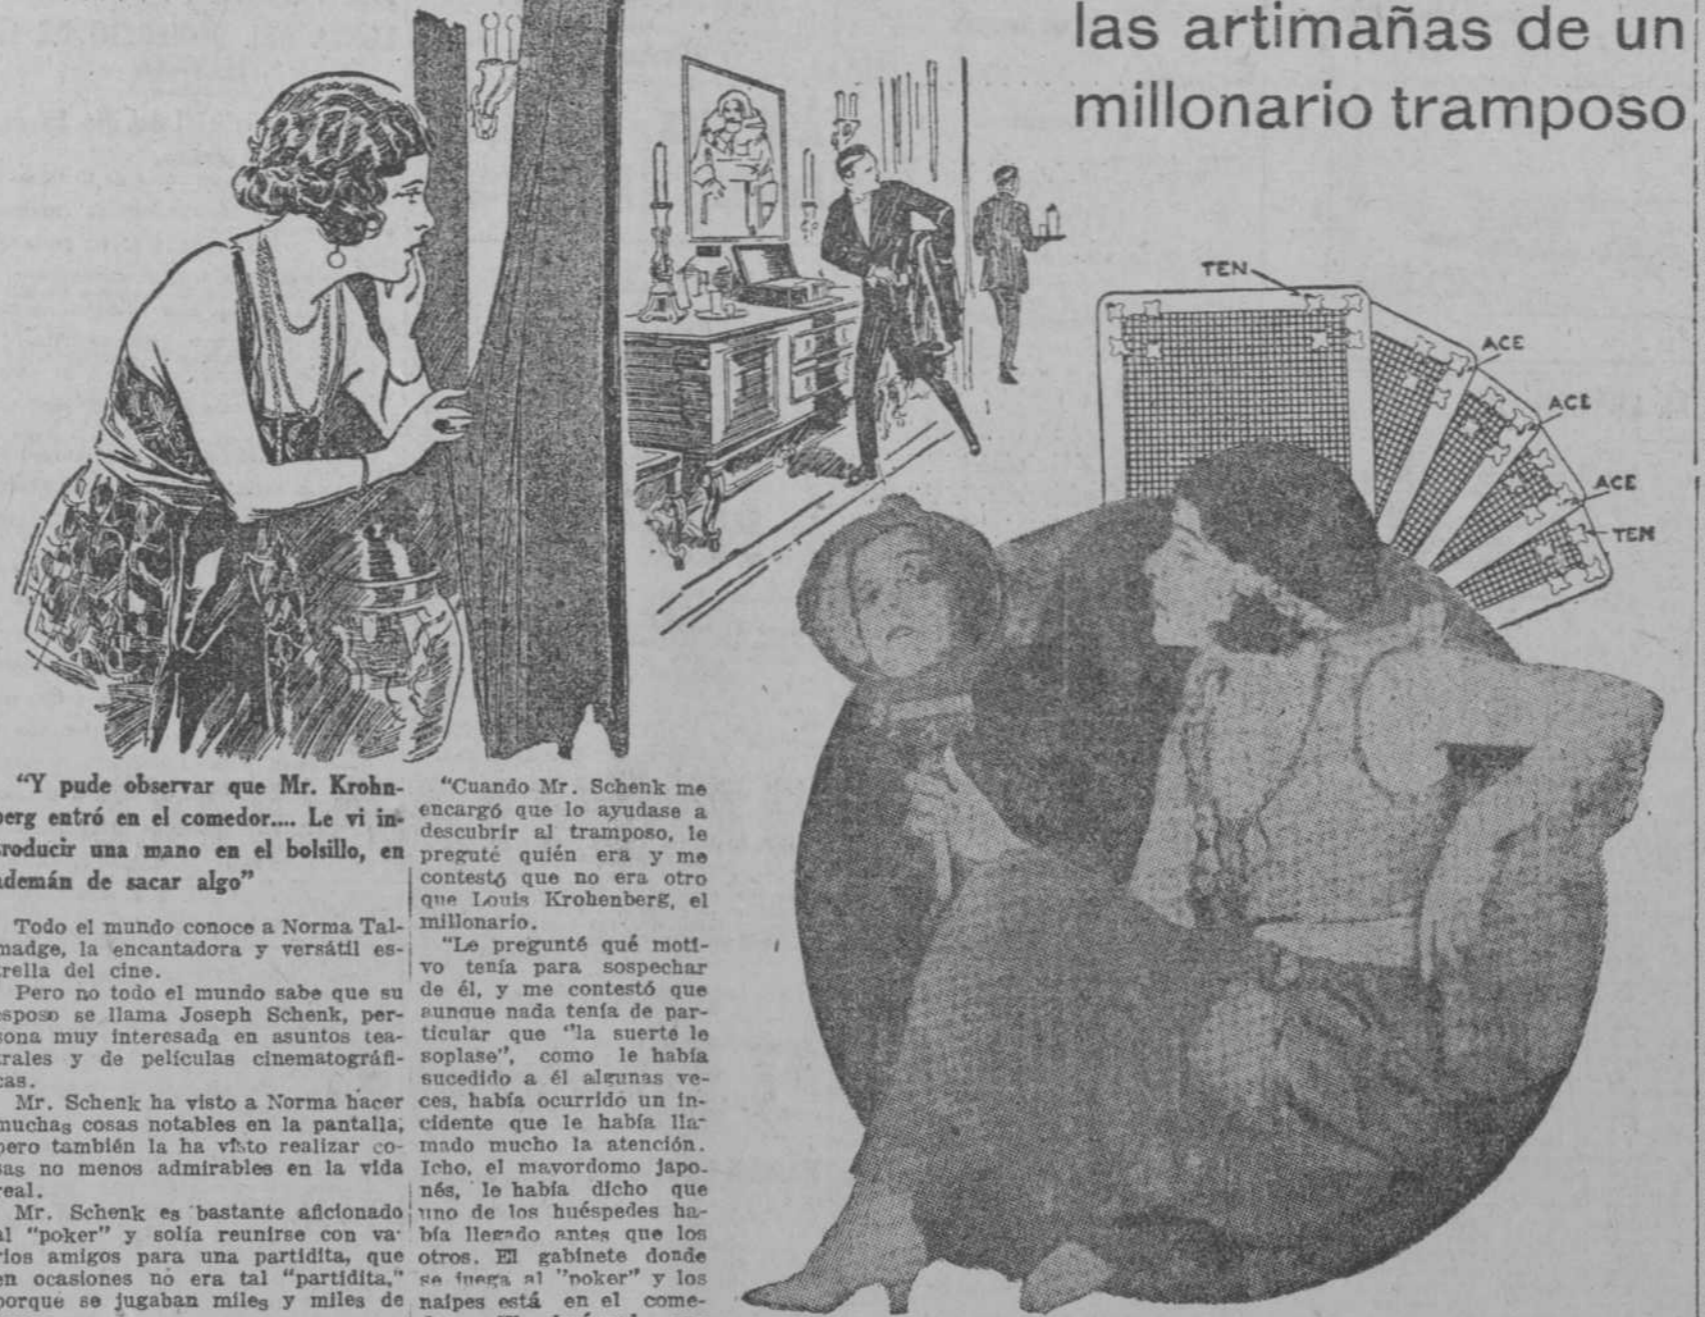 las artimañas de un
millonario tramposo
TEN
ACE
ACE
ACE
TEN
"Y pude observar que Mr. Krohn-
berg entró en el comedor.... Le vi in-
troducir una mano en el bolsillo, en
ademán de sacar algo"
Todo el mundo conoce a Norma Tal-
madge, la encantadora y versátil es-
trella del cine.
Pero no todo el mundo sabe que su
esposo se llama Joseph Schenk, per-
sona muy interesada en asuntos tea-
trales y de películas cinematográfi-
cas.
Mr. Schenk ha visto a Norma hacer
muchas cosas notables en la pantalla,
pero también la ha visto realizar co-
sas no menos admirables en la vida
real.
Mr. Schenk es bastante aficionado
al "poker" y solía reunirse con va-
rios amigos para una partidita, que
en ocasiones no era tal "partidita,"
porque se jugaban miles y miles de
"Cuando Mr. Schenk me
encargó que lo ayudase a
descubrir al tramposo, le
preguté quién era y me
contestó que no era otro
que Louis Krohenberg, el
millonario.
"Le pregunté qué moti-
vo tenía para sospechar
de él, y me contestó que
aunque nada tenía de par-
ticular que "la suerte le
soplase", como le había
sucedido a él algunas ve-
ces, había ocurrido un in-
cidente que le había lla-
mado mucho la atención.
Icho, el mayordomo japo-
nés, le había dicho que
uno de los huéspedes ha-
bía llegado antes que los
otros. El gabinete donde
se juega al "poker" y los
naipes está en el come-